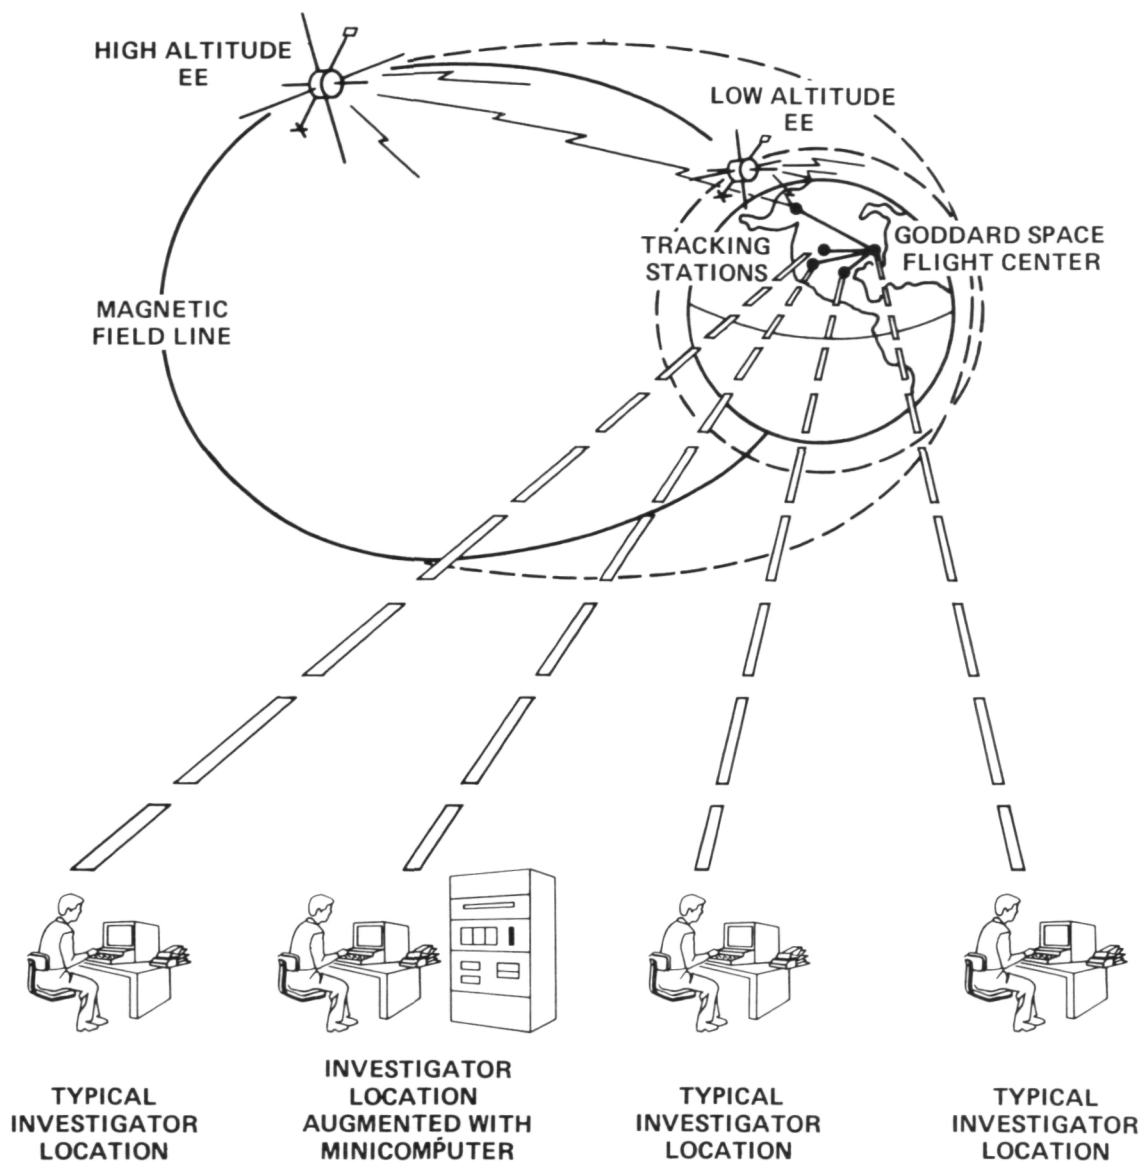 HIGH ALTITUDE
EE
LOW ALTITUDE
EE
TRACKING
STATIONS
GODDARD SPACE
FLIGHT CENTER
MAGNETIC
FIELD LINE
TYPICAL
INVESTIGATOR
LOCATION
INVESTIGATOR
LOCATION
AUGMENTED WITH
MINICOMPUTER
TYPICAL
INVESTIGATOR
LOCATION
TYPICAL
INVESTIGATOR
LOCATION